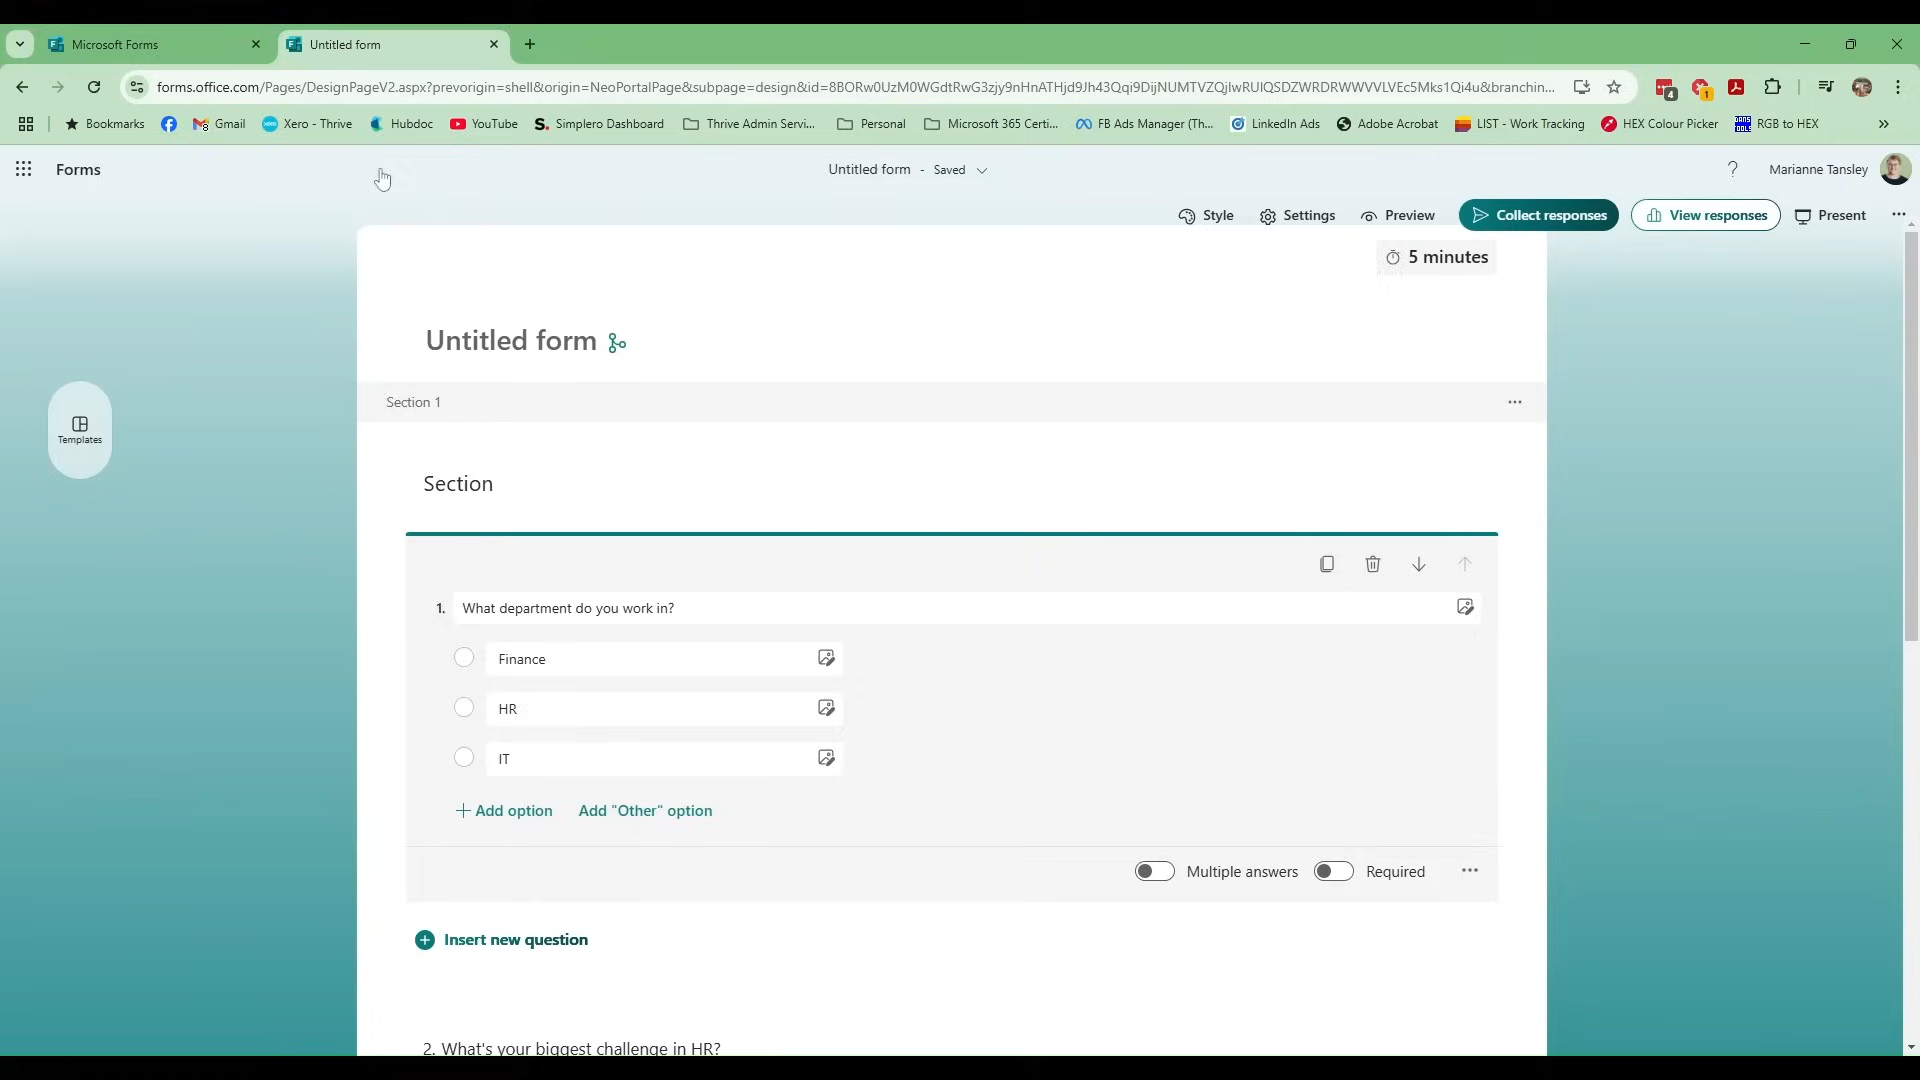 Microsoft Forms
Untitled form
forms.office.com/Pages/DesignPageV2.aspx?prevorigin=shell&origin=NeoPortalPage&subpage=design&id=8BORw0UzM0WGdtRwG3zjy9nHnATHjd9Jh43Qqi9DijNUMTVZQjlwRUlQSDZWRDRWWVVLVEc5Mks1Qi4u&branchin...
4
1
Bookmarks
Gmail
xero
Xero - Thrive
Hubdoc
YouTube
S.
Simplero Dashboard
Thrive Admin Servi...
Personal
Microsoft 365 Certi...
FB Ads Manager (Th...
LinkedIn Ads
Adobe Acrobat
LIST - Work Tracking
HEX Colour Picker
RGB to HEX
»
Forms
Untitled form - Saved
?
Marianne Tansley
Style
Settings
Preview
Collect responses
View responses
Present
5 minutes
Untitled form
Section 1
Templates
Section
1. What department do you work in?
Finance
HR
IT
Add option
Add "Other" option
Multiple answers
Required
Insert new question
2. What's your biggest challenge in HR?